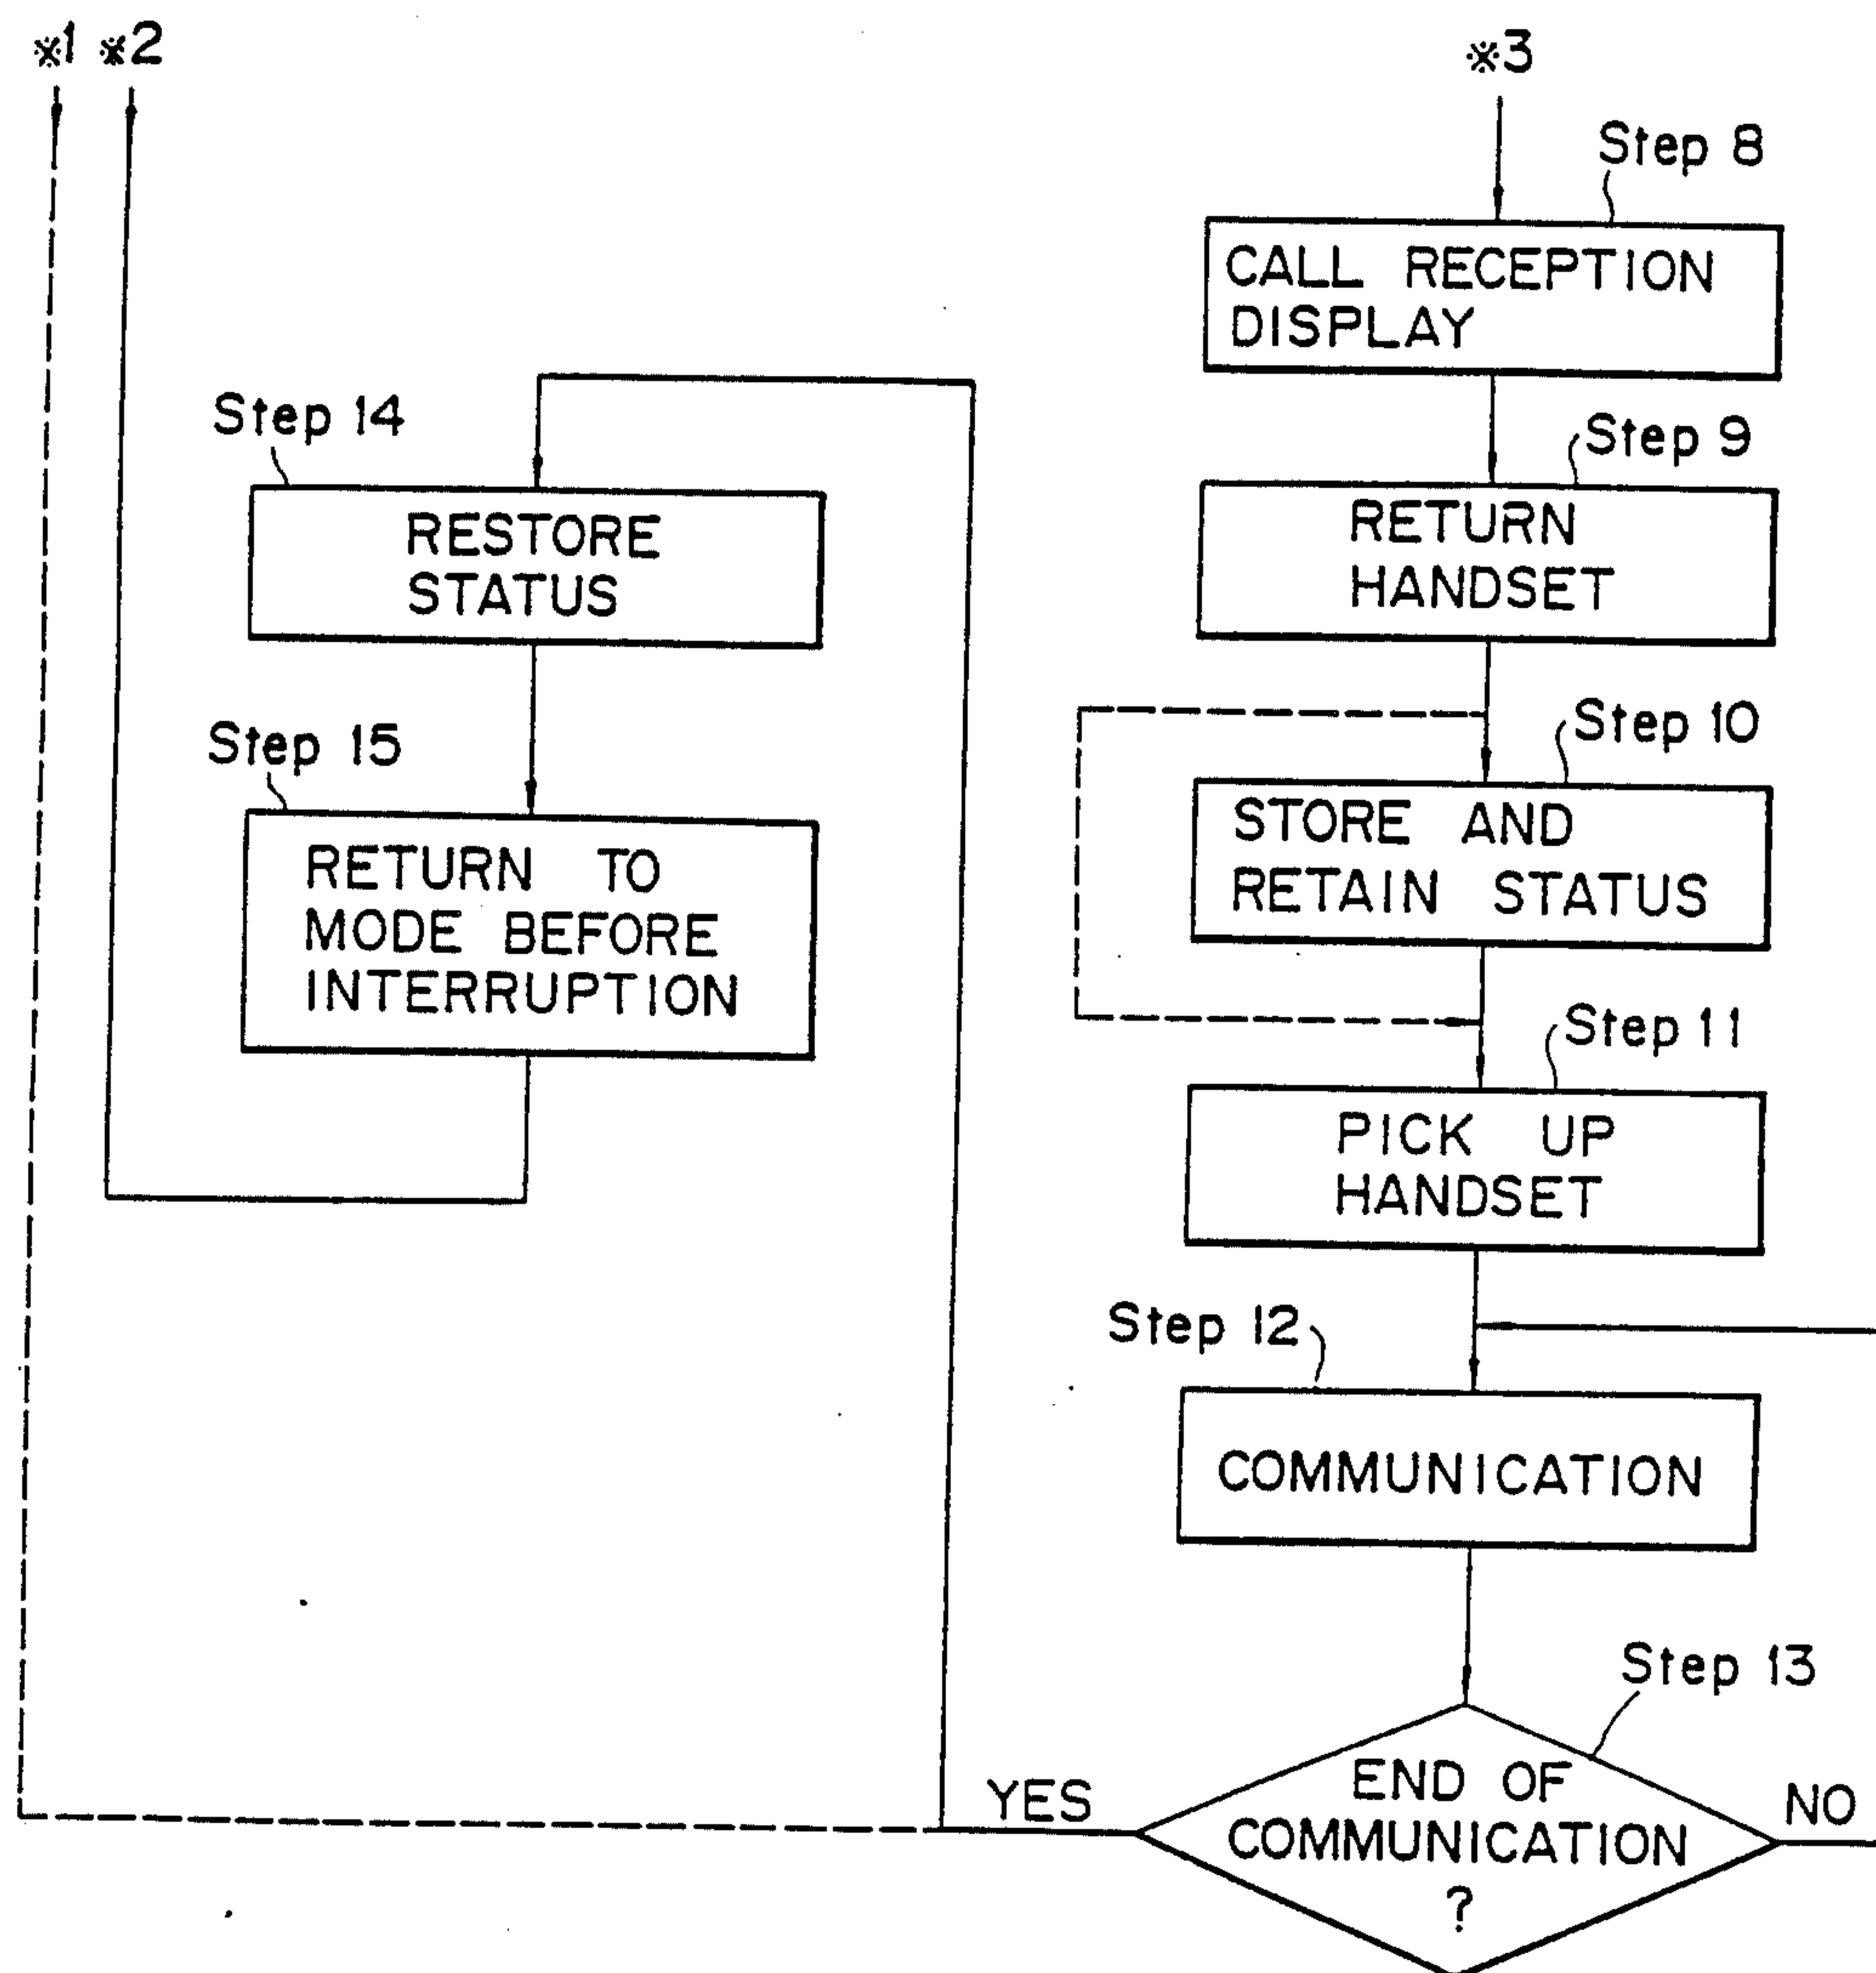 ※1 ※2
※3
Step 8
CALL RECEPTION
DISPLAY
Step 9
RETURN
HANDSET
Step 10
STORE AND
RETAIN STATUS
Step 11
PICK UP
HANDSET
Step 12
COMMUNICATION
Step 13
END OF
COMMUNICATION
?
YES
NO
Step 14
RESTORE
STATUS
Step 15
RETURN TO
MODE BEFORE
INTERRUPTION